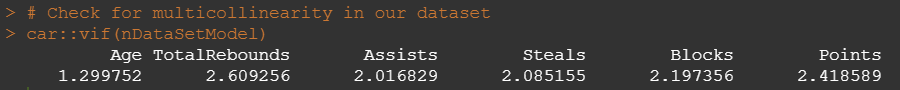 > # Check for multicollinearity in our dataset
> car::vif(nDataSetModel)
Age TotalRebounds Assists Steals Blocks Points
1.299752 2.609256 2.016829 2.085155 2.197356 2.418589